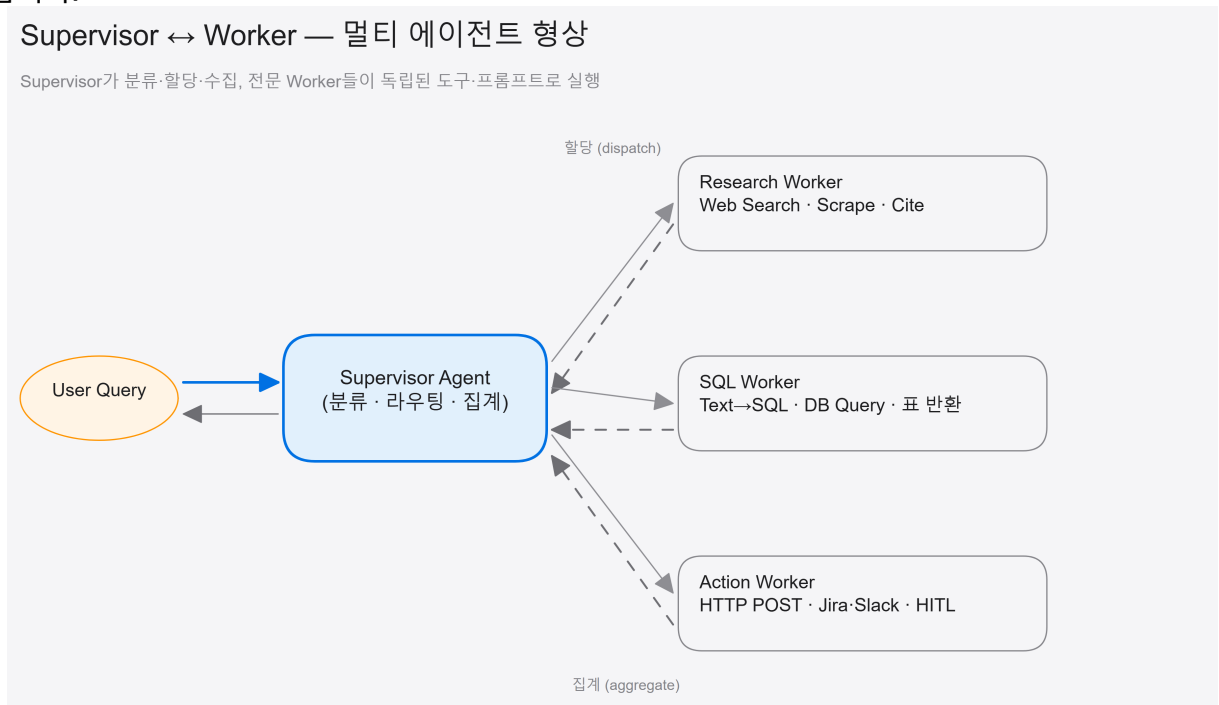 Supervisor ↔ Worker — 멀티 에이전트 형상
Supervisor가 분류·할당·수집, 전문 Worker들이 독립된 도구·프롬프트로 실행
할당 (dispatch)
Research Worker
Web Search · Scrape · Cite
User Query
Supervisor Agent
(분류 · 라우팅 · 집계)
SQL Worker
Text→SQL · DB Query · 표 반환
Action Worker
HTTP POST · Jira·Slack · HITL
집계 (aggregate)